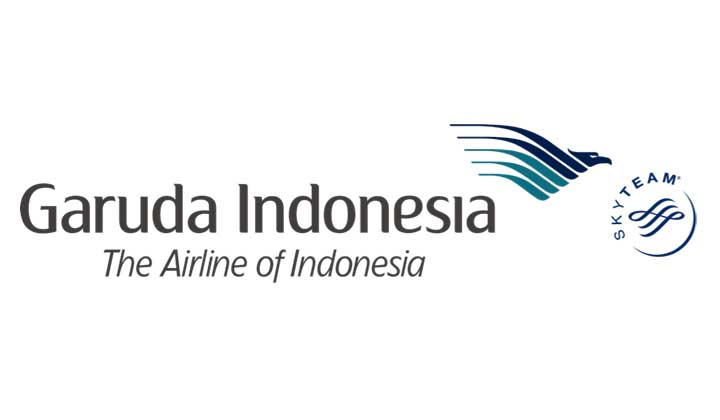 Garuda Indonesia
The Airline of Indonesia
SKYTEAM®